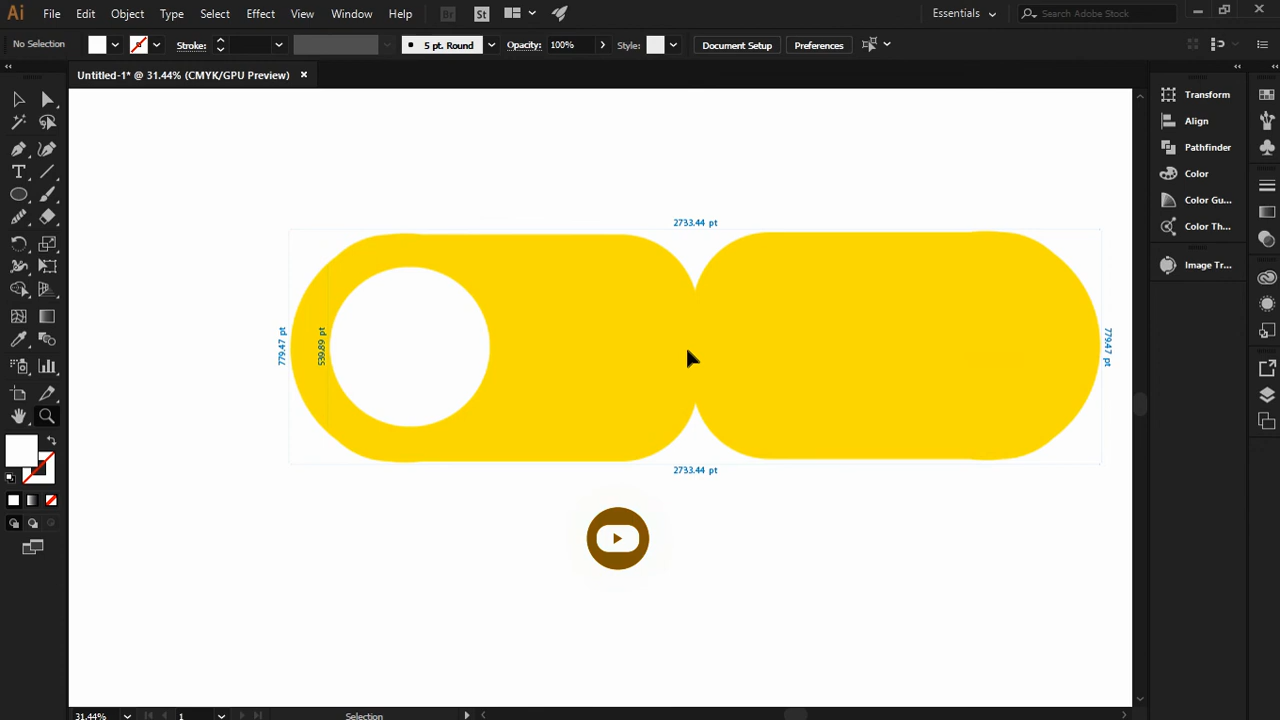 Ai File Edit Object Type Select Effect View Window Help Br St Essentials Search Adobe Stock
No Selection Stroke: 5 pt. Round Opacity: 100% Style: Document Setup Preferences
Untitled-1* @ 31.44% (CMYK/GPU Preview)
Transform
Align
Pathfinder
Color
Color Gu...
Color Th...
Image Tr...
2733.44 pt
779.47 pt
539.89 pt
779.47 pt
2733.44 pt
31.44% 1 Selection